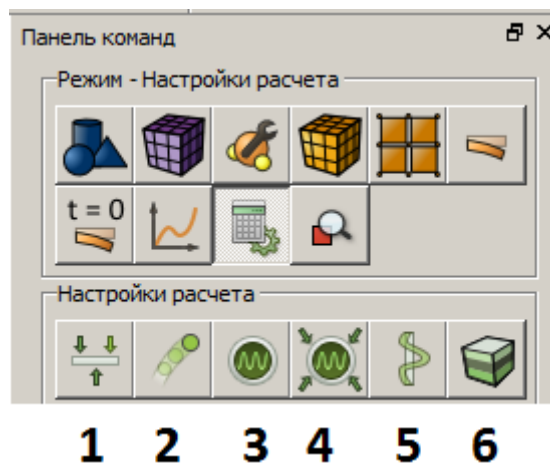 Панель команд
Режим - Настройки расчета
t = 0
Настройки расчета
1 2 3 4 5 6